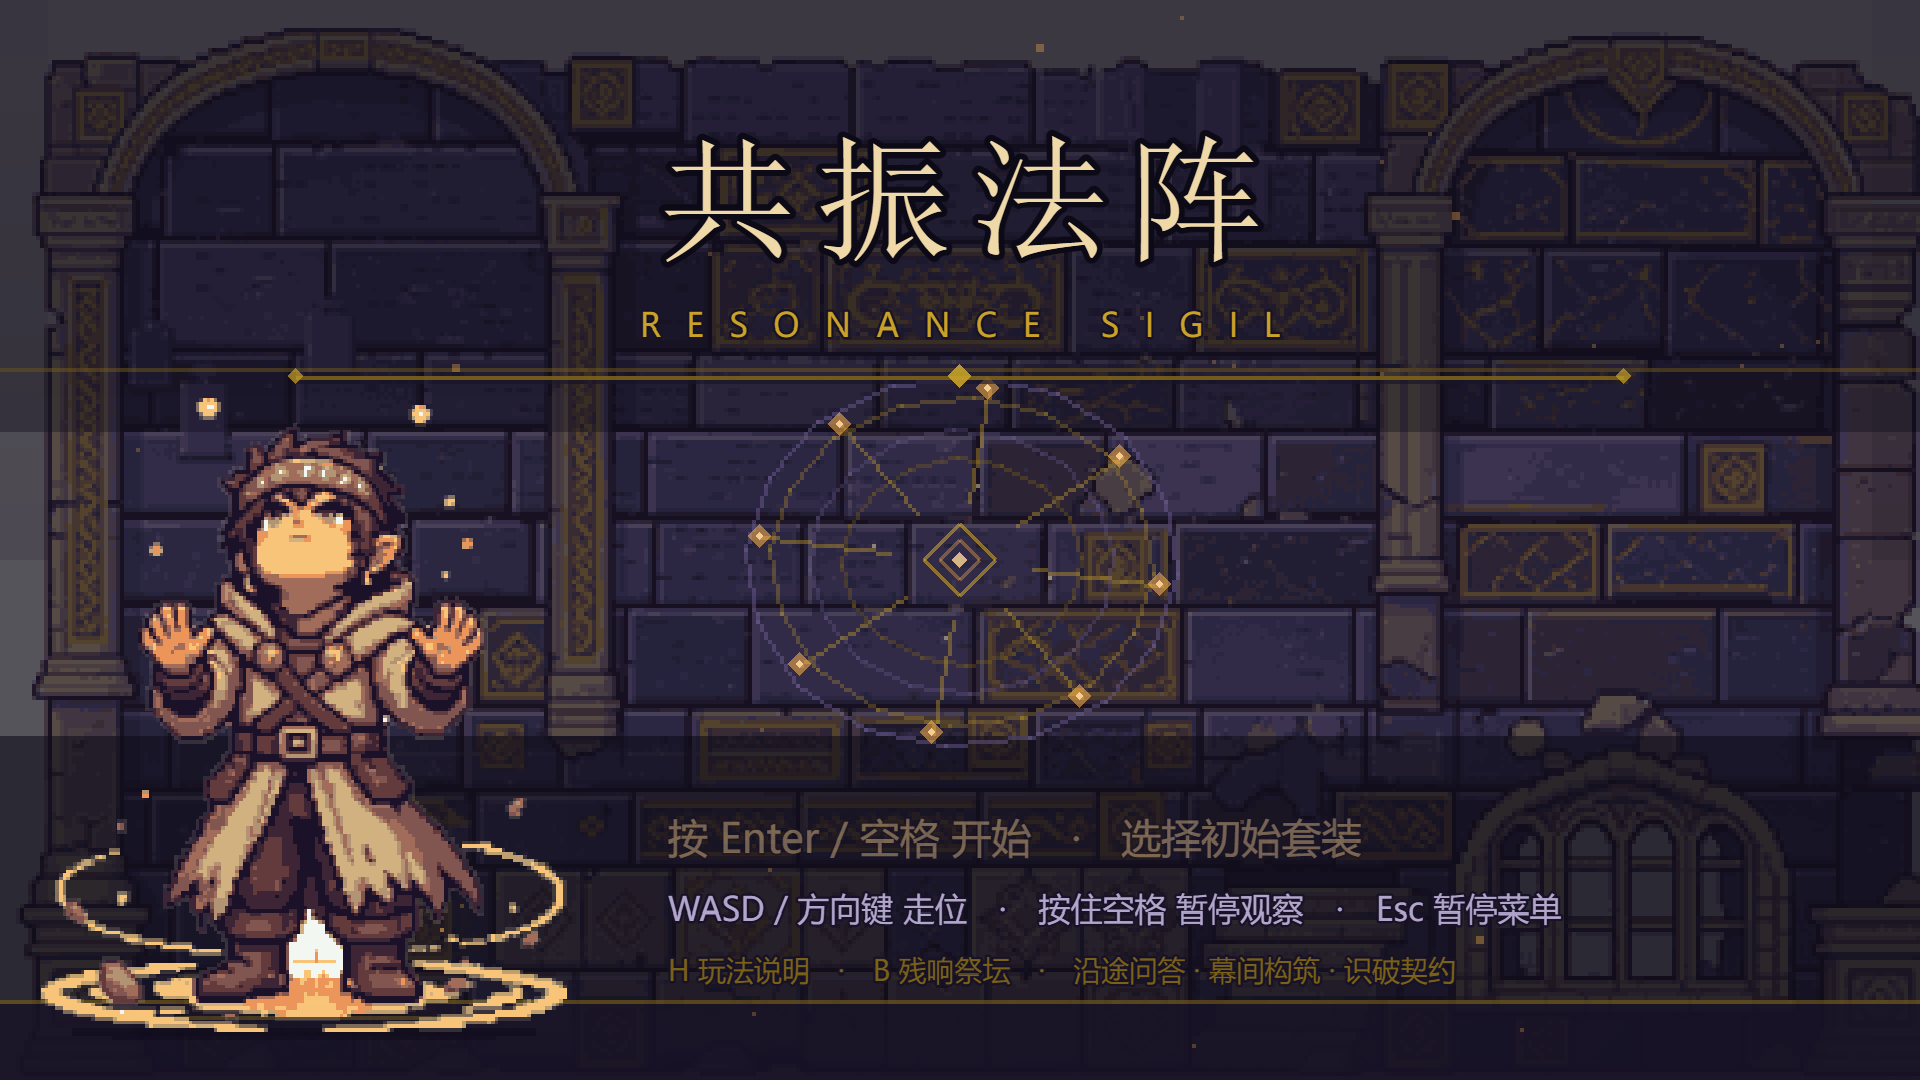 共振法阵
RESONANCE SIGIL
按 Enter / 空格 开始 · 选择初始套装
WASD / 方向键 走位 · 按住空格 暂停观察 · Esc 暂停菜单
H 玩法说明 · B 残响祭坛 · 沿途问答 · 幕间构筑 · 识破契约